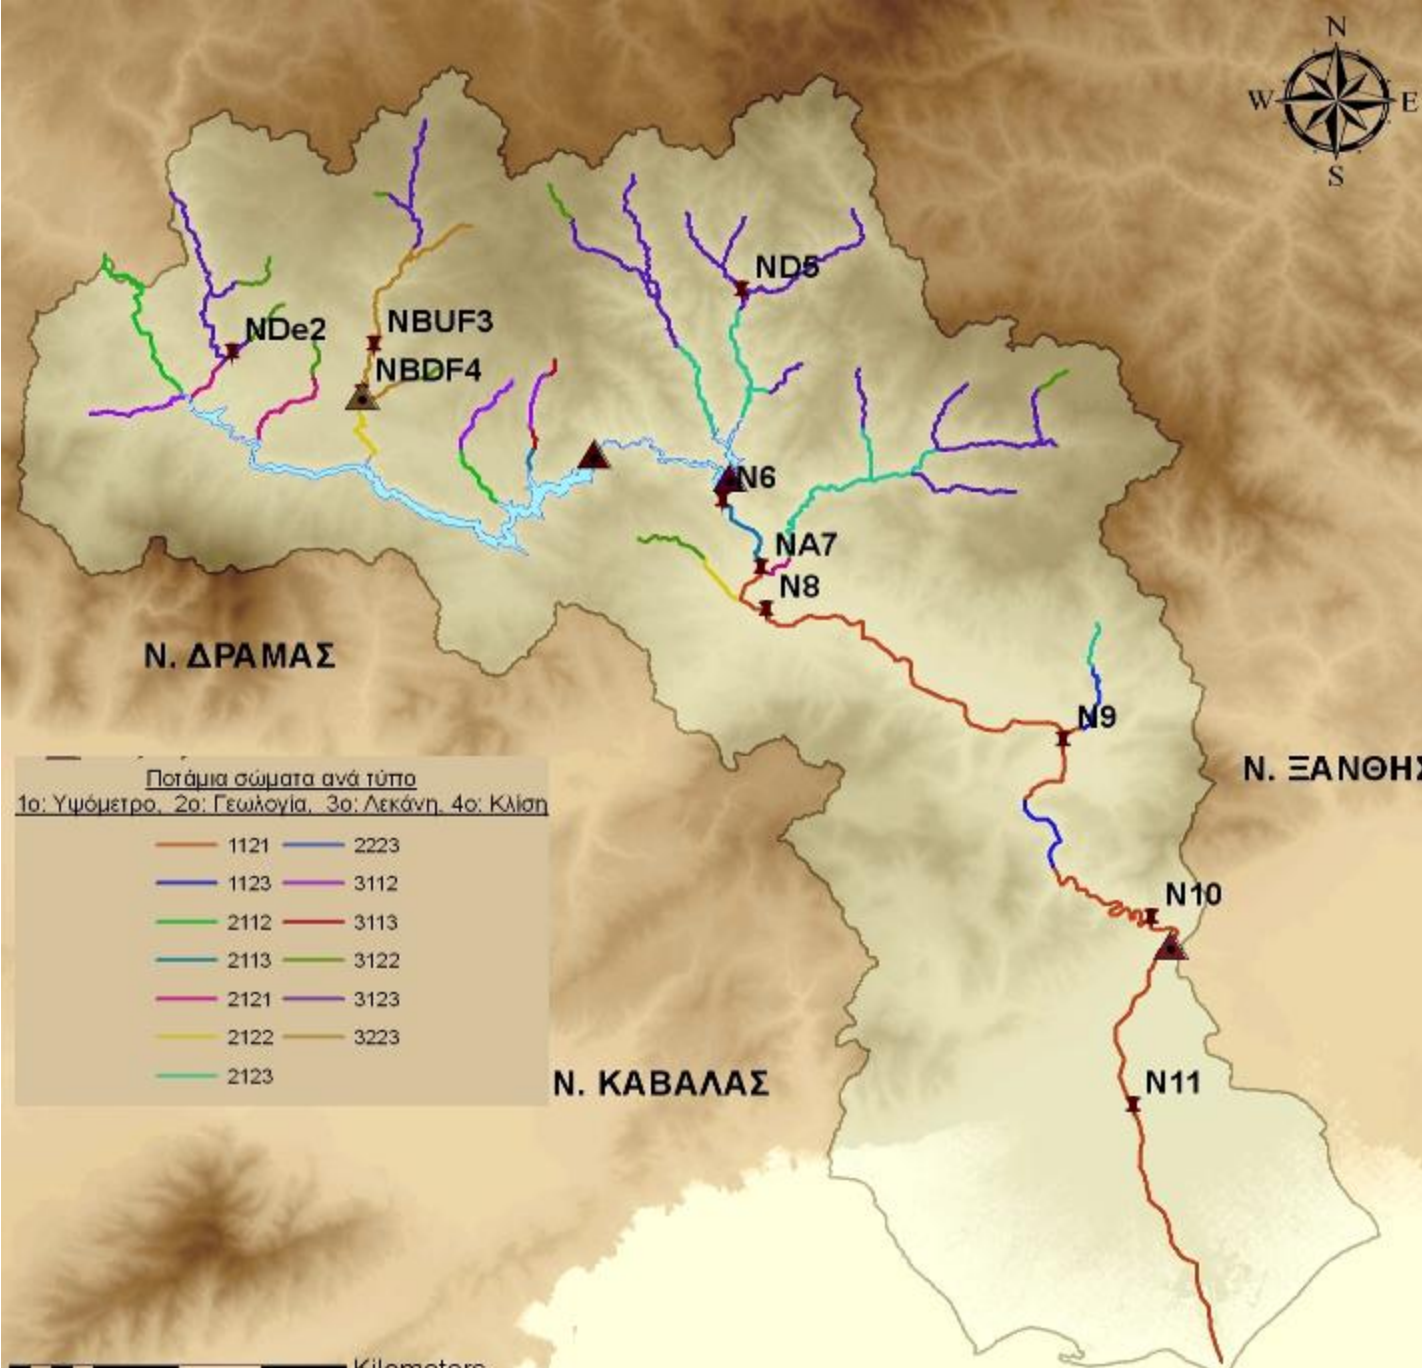 N
W
E
S
ND5
NDe2
NBUF3
NBDF4
N6
NA7
N8
Ν. ΔΡΑΜΑΣ
N9
Ν. ΞΑΝΘΗΣ
Ποτάμια σώματα ανά τύπο
1ο: Υψόμετρο, 2ο: Γεωλογία, 3ο: Λεκάνη, 4ο: Κλίση
1121 2223
1123 3112
2112 3113
2113 3122
2121 3123
2122 3223
2123
N10
Ν. ΚΑΒΑΛΑΣ
N11
Kilometers